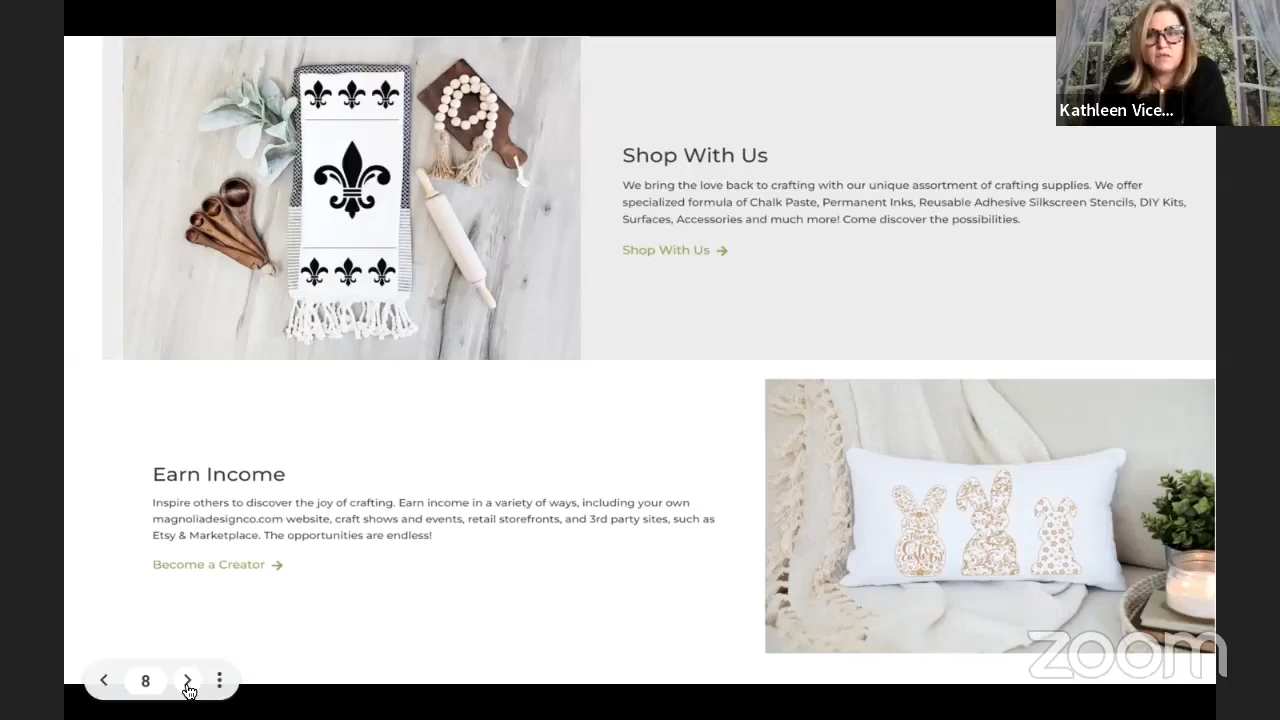 Kathleen Vice...
Shop With Us
We bring the love back to crafting with our unique assortment of crafting supplies. We offer
specialized formula of Chalk Paste, Permanent Inks, Reusable Adhesive Silkscreen Stencils, DIY Kits,
Surfaces, Accessories and much more! Come discover the possibilities.
Shop With Us →
Earn Income
Inspire others to discover the joy of crafting. Earn income in a variety of ways, including your own
magnoliadesignco.com website, craft shows and events, retail storefronts, and 3rd party sites, such as
Etsy & Marketplace. The opportunities are endless!
Become a Creator →
8
zoom